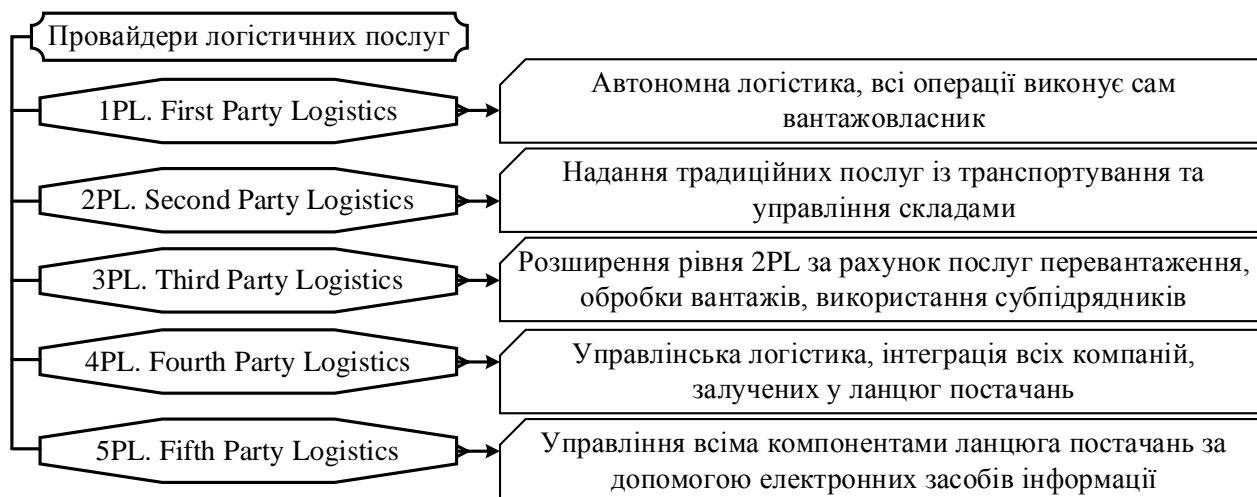 Провайдери логістичних послуг
1PL. First Party Logistics
Автономна логістика, всі операції виконує сам
вантажовласник
2PL. Second Party Logistics
Надання традиційних послуг із транспортування та
управління складами
3PL. Third Party Logistics
Розширення рівня 2PL за рахунок послуг перевантаження,
обробки вантажів, використання субпідрядників
4PL. Fourth Party Logistics
Управлінська логістика, інтеграція всіх компаній,
залучених у ланцюг постачань
5PL. Fifth Party Logistics
Управління всіма компонентами ланцюга постачань за
допомогою електронних засобів інформації